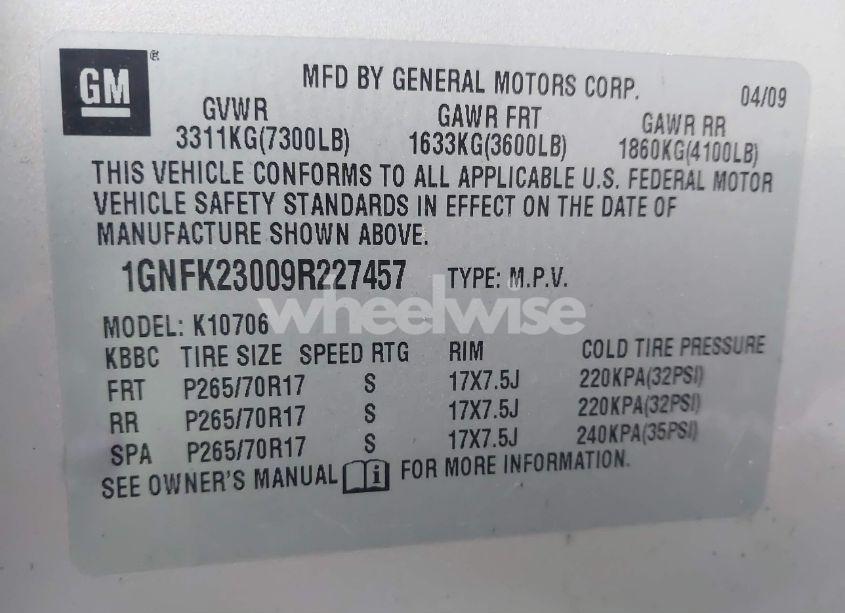 GM®
MFD BY GENERAL MOTORS CORP. 04/09
GVWR GAWR FRT GAWR RR
3311KG(7300LB) 1633KG(3600LB) 1860KG(4100LB)
THIS VEHICLE CONFORMS TO ALL APPLICABLE U.S. FEDERAL MOTOR
VEHICLE SAFETY STANDARDS IN EFFECT ON THE DATE OF
MANUFACTURE SHOWN ABOVE.
1GNFK23009R227457 TYPE: M.P.V.
wheelwise
MODEL: K10706
KBBC TIRE SIZE SPEED RTG RIM COLD TIRE PRESSURE
FRT P265/70R17 S 17X7.5J 220KPA(32PSI)
RR P265/70R17 S 17X7.5J 220KPA(32PSI)
SPA P265/70R17 S 17X7.5J 240KPA(35PSI)
SEE OWNER'S MANUAL i FOR MORE INFORMATION.